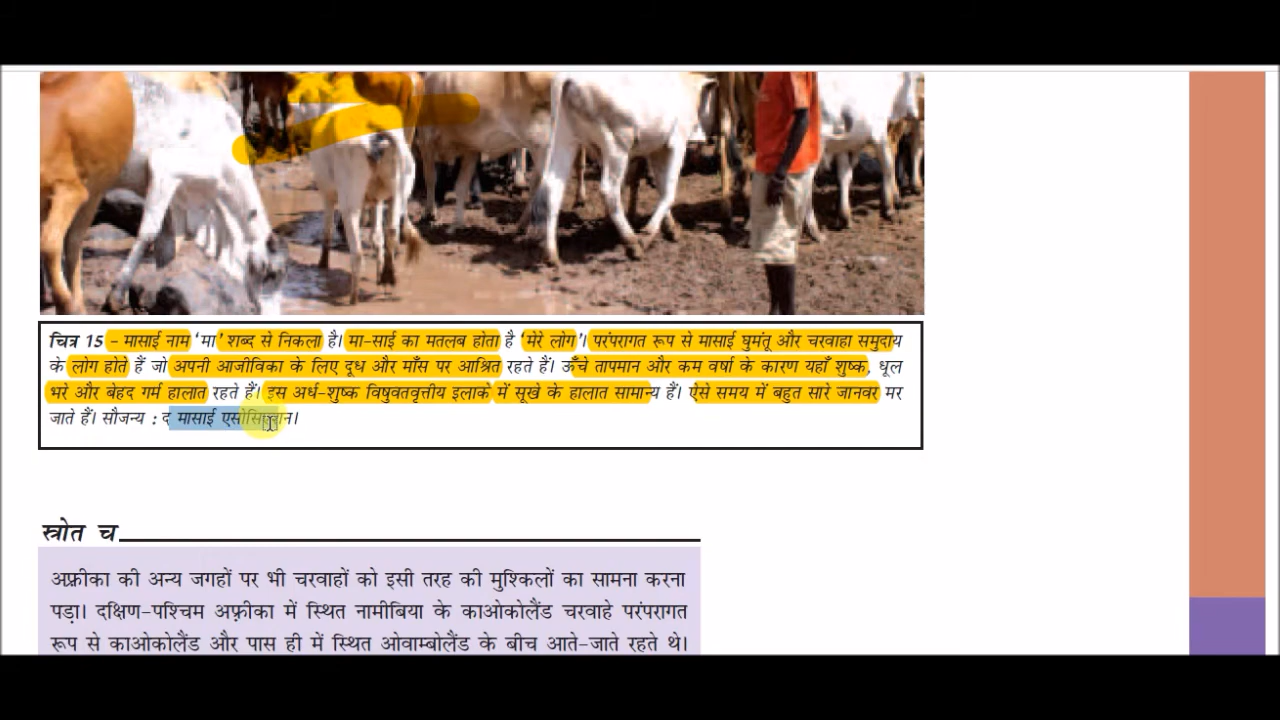 चित्र 15 – मासाई नाम 'मा' शब्द से निकला है। मा-साई का मतलब होता है 'मेरे लोग'। परंपरागत रूप से मासाई घुमंतू और चरवाहा समुदाय
के लोग होते हैं जो अपनी आजीविका के लिए दूध और माँस पर आश्रित रहते हैं। ऊँचे तापमान और कम वर्षा के कारण यहाँ शुष्क, धूल
भरे और बेहद गर्म हालात रहते हैं। इस अर्ध-शुष्क विषुवतवृत्तीय इलाके में सूखे के हालात सामान्य हैं। ऐसे समय में बहुत सारे जानवर मर
जाते हैं। सौजन्य : द मासाई
स्त्रोत च
अफ़्रीका की अन्य जगहों पर भी चरवाहों को इसी तरह की मुश्किलों का सामना करना
पड़ा। दक्षिण-पश्चिम अफ़्रीका में स्थित नामीबिया के काओकोलैंड चरवाहे परंपरागत
रूप से काओकोलैंड और पास ही में स्थित ओवाम्बोलैंड के बीच आते-जाते रहते थे।